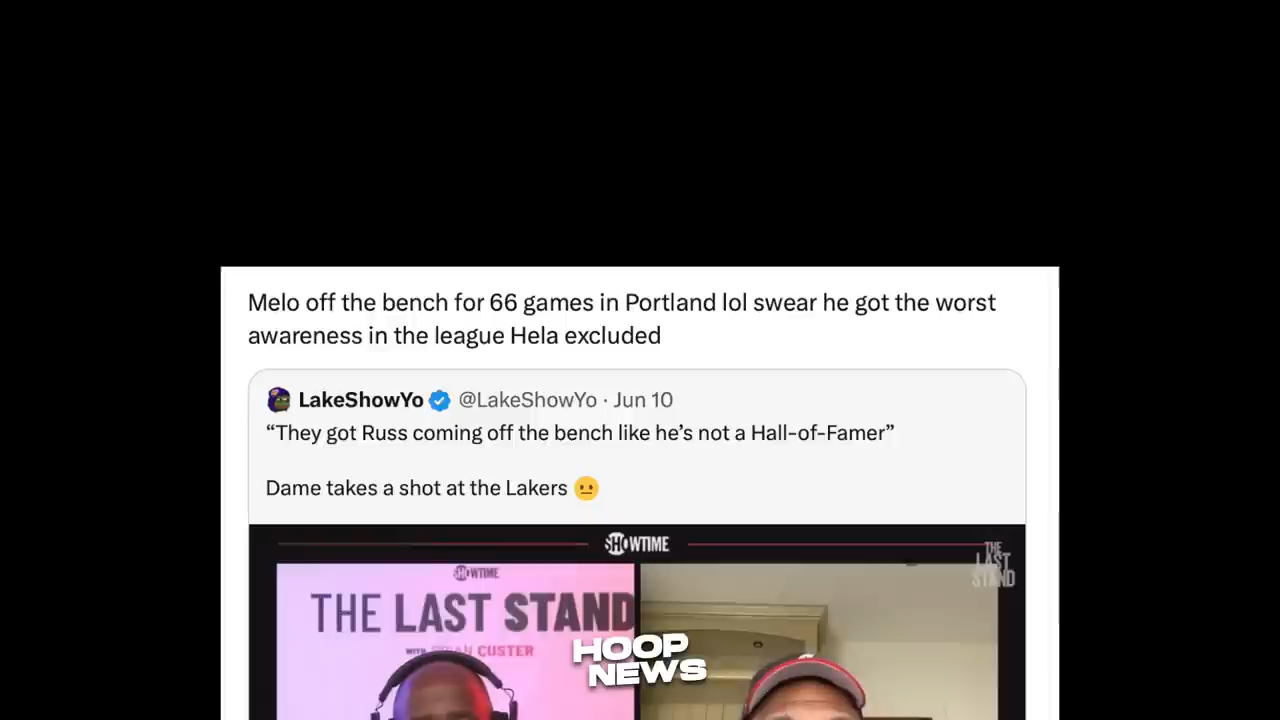 Melo off the bench for 66 games in Portland lol swear he got the worst
awareness in the league Hela excluded
LakeShowYo @LakeShowYo · Jun 10
“They got Russ coming off the bench like he’s not a Hall-of-Famer”
Dame takes a shot at the Lakers 😐
SHOWTIME
THE
LAST
STAND
SHOWTIME
THE LAST STAND
WITH CUSTER
HOOP
NEWS